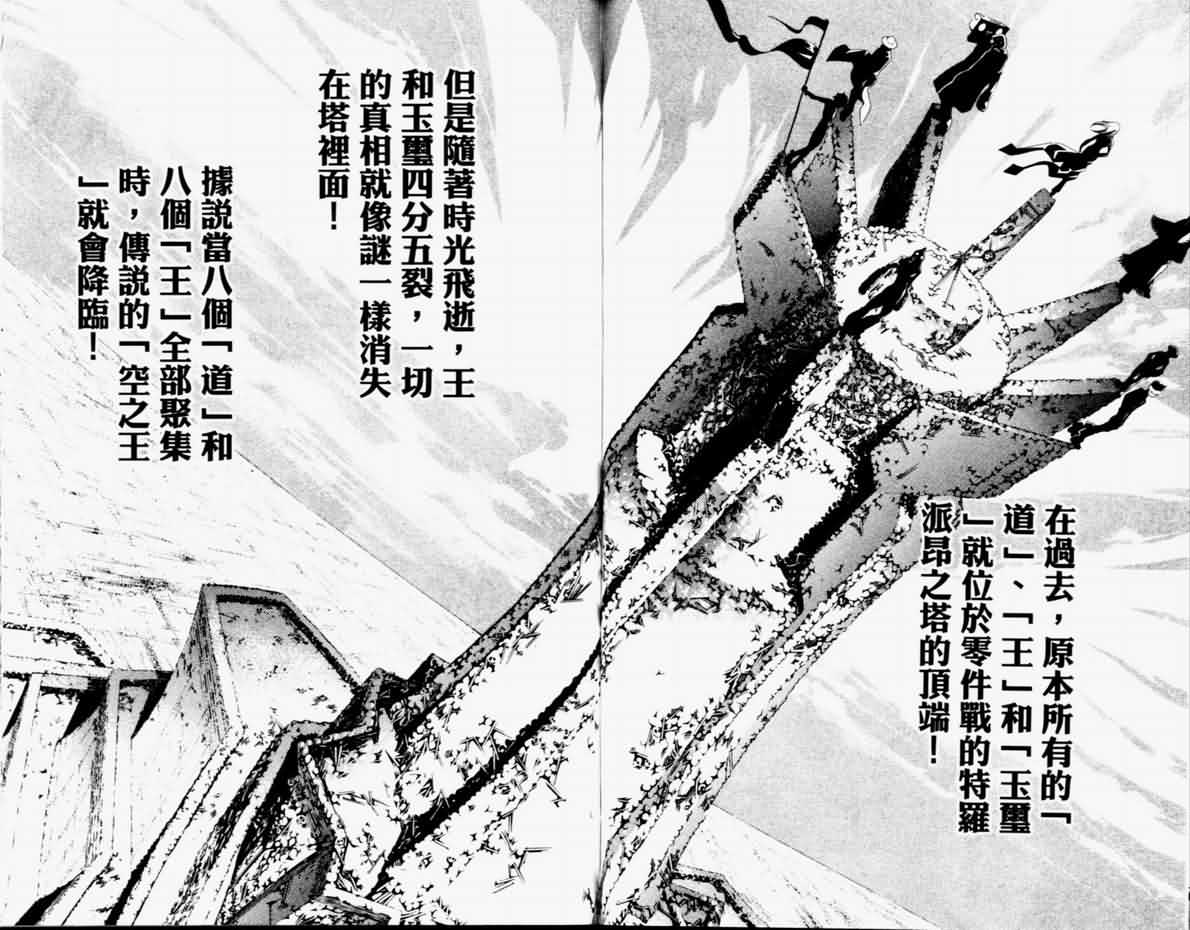 在過去，原本所有的「
道」、「王」和「玉璽
」就位於零件戰的特羅
派昂之塔的頂端！
但是隨著時光飛逝，王
和玉璽四分五裂，一切
的真相就像謎一樣消失
在塔裡面！
據說當八個「道」和
八個「王」全部聚集
時，傳說的「空之王
」就會降臨！